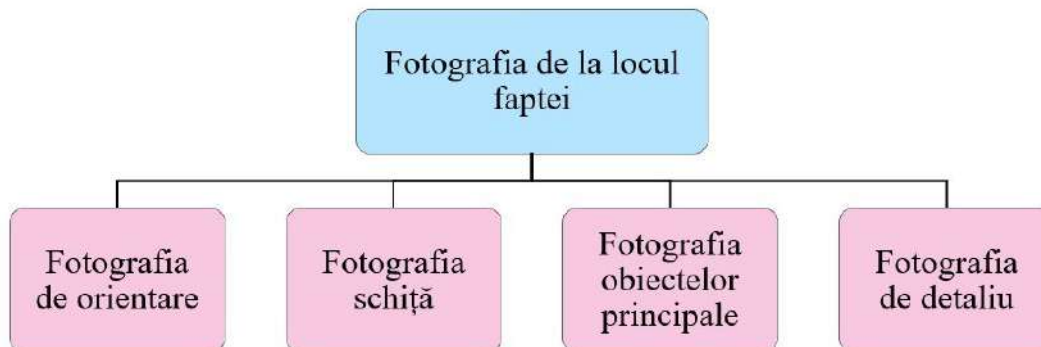 Fotografia de la locul
faptei
Fotografia
de orientare
Fotografia
schiță
Fotografia
obiectelor
principale
Fotografia
de detaliu